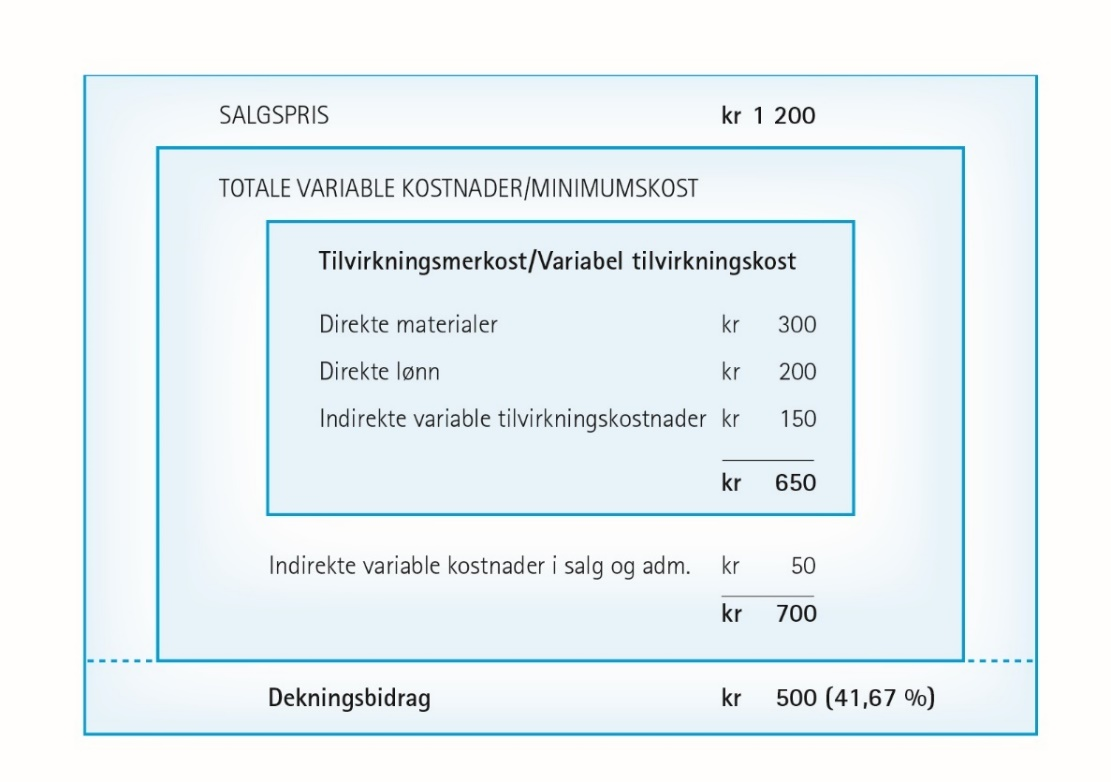 SALGSPRIS kr 1 200
TOTALE VARIABLE KOSTNADER/MINIMUMSKOST
Tilvirkningsmerkost/Variabel tilvirkningskost
Direkte materialer kr 300
Direkte lønn kr 200
Indirekte variable tilvirkningskostnader kr 150
kr 650
Indirekte variable kostnader i salg og adm. kr 50
kr 700
Dekningsbidrag kr 500 (41,67 %)